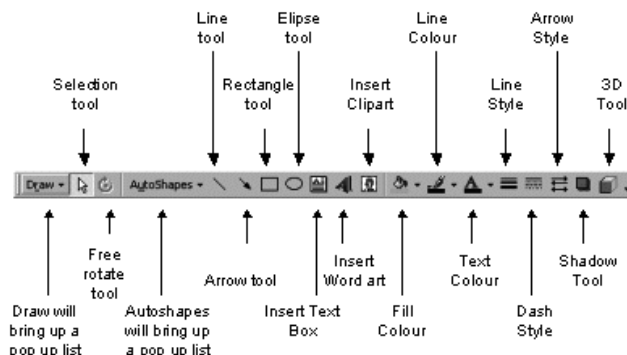 Line
tool
Elipse
tool
Line
Colour
Arrow
Style
Selection
tool
Rectangle
tool
Insert
Clipart
Line
Style
3D
Tool
Draw
AutoShapes
Free
rotate
tool
Arrow tool
Insert
Word art
Text
Colour
Shadow
Tool
Draw will
bring up a
pop up list
Autoshapes
will bring up
a pop up list
Insert Text
Box
Fill
Colour
Dash
Style